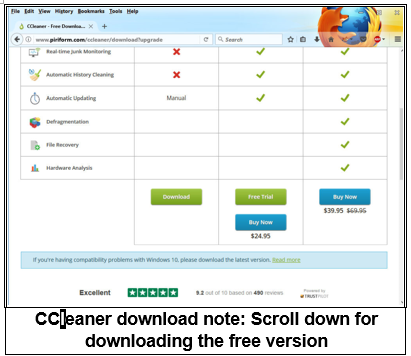 File Edit View History Bookmarks Tools Help
CCleaner - Free Downloa...
www.piriform.com/ccleaner/download?upgrade
Search
Real-time Junk Monitoring
Automatic History Cleaning
Automatic Updating Manual
Defragmentation
File Recovery
Hardware Analysis
Download Free Trial Buy Now
$39.95 $69.95
Buy Now
$24.95
If you're having compatibility problems with Windows 10, please download the latest version. Read more
Excellent 9.2 out of 10 based on 490 reviews Powered by
TRUSTPILOT
CCleaner download note: Scroll down for
downloading the free version